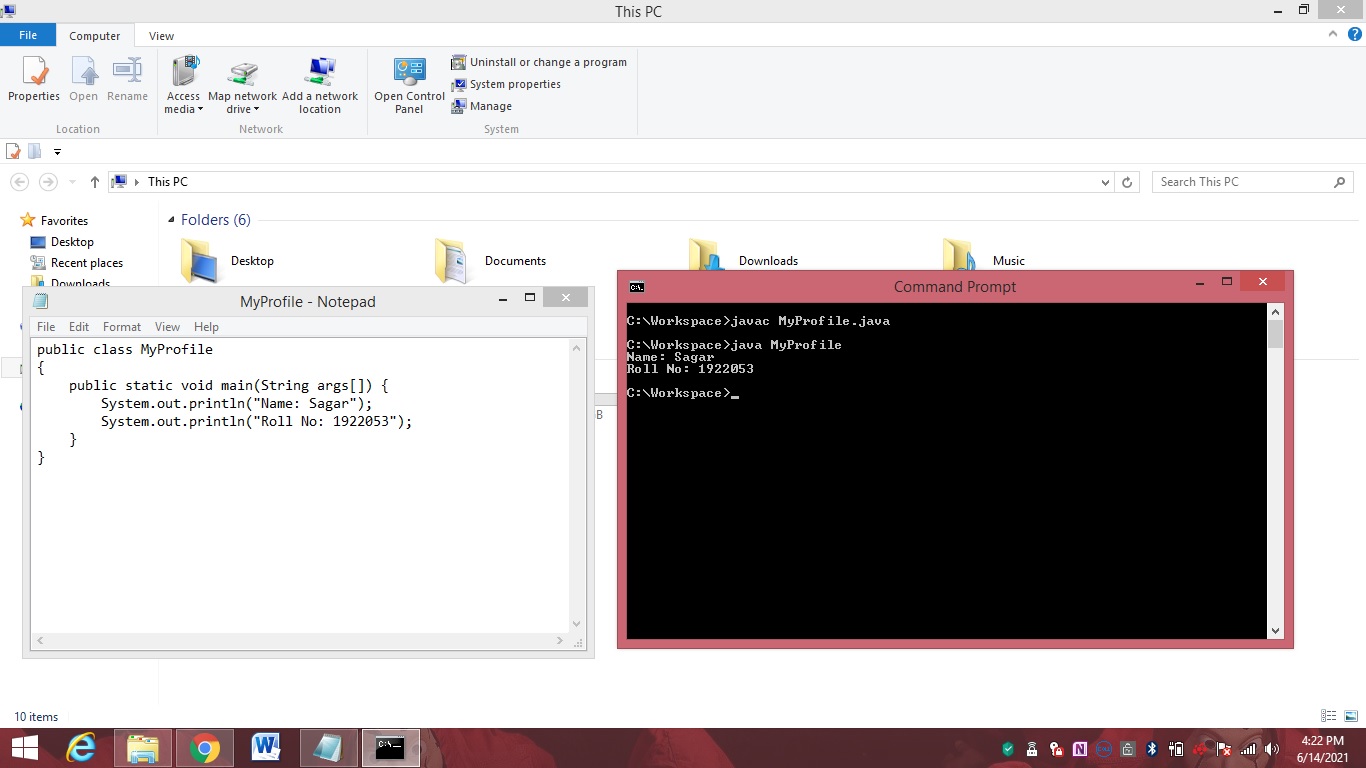 This PC
File Computer View
Properties Open Rename
Access media Map network drive Add a network location
Open Control Panel
Uninstall or change a program
System properties
Manage
Location Network System
This PC
Search This PC
Favorites
Desktop
Recent places
Downloads
Folders (6)
Desktop Documents Downloads Music
MyProfile - Notepad
File Edit Format View Help
public class MyProfile
{
    public static void main(String args[]) {
        System.out.println("Name: Sagar");
        System.out.println("Roll No: 1922053");
    }
}
B
Command Prompt
C:\Workspace>javac MyProfile.java
C:\Workspace>java MyProfile
Name: Sagar
Roll No: 1922053
C:\Workspace>_
10 items
4:22 PM
6/14/2021